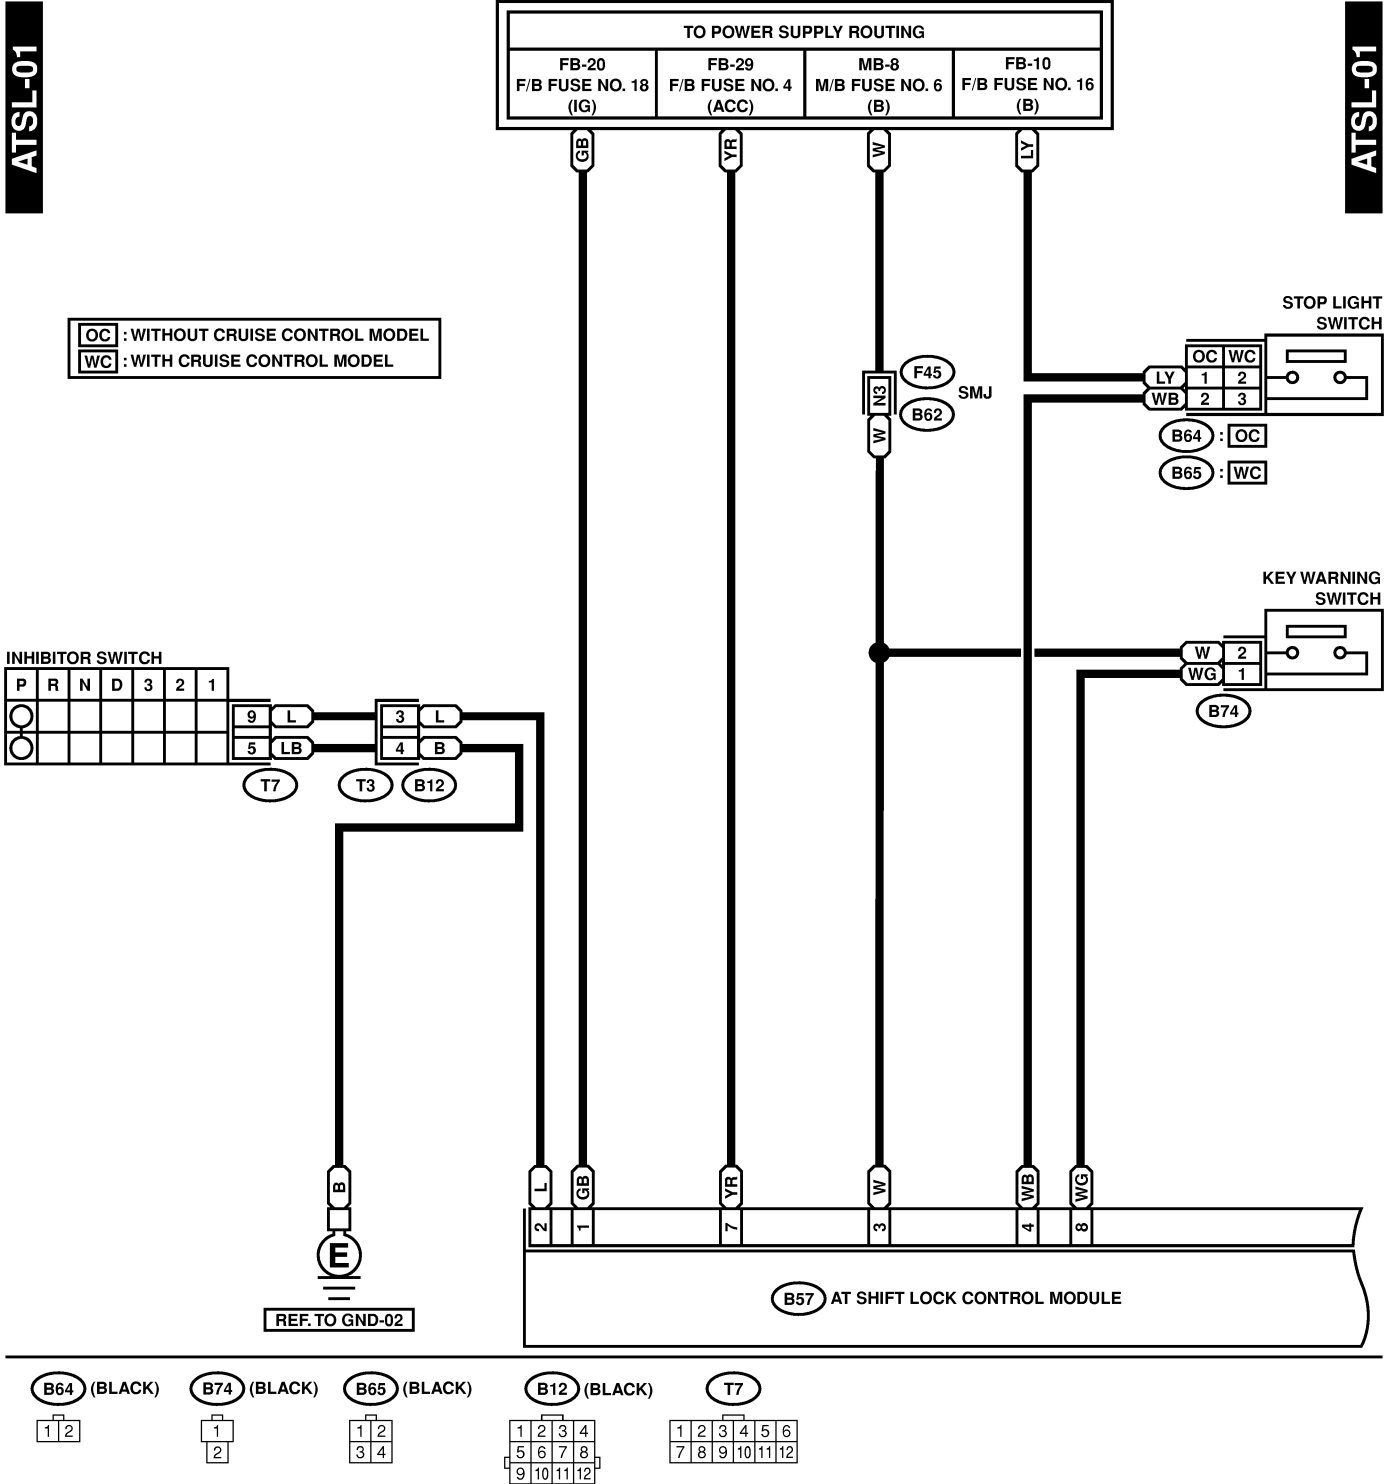 ATSL-01
ATSL-01
TO POWER SUPPLY ROUTING
FB-20
F/B FUSE NO. 18
(IG)
FB-29
F/B FUSE NO. 4
(ACC)
MB-8
M/B FUSE NO. 6
(B)
FB-10
F/B FUSE NO. 16
(B)
GB
YR
W
LY
OC : WITHOUT CRUISE CONTROL MODEL
WC : WITH CRUISE CONTROL MODEL
STOP LIGHT
SWITCH
OC WC
LY 1 2
WB 2 3
B64 : OC
B65 : WC
N3
F45
B62
SMJ
W
KEY WARNING
SWITCH
W 2
WG 1
B74
INHIBITOR SWITCH
P R N D 3 2 1
9 L 3 L
5 LB 4 B
T7 T3 B12
B
E
REF. TO GND-02
L GB YR W WB WG
2 1 7 3 4 8
B57 AT SHIFT LOCK CONTROL MODULE
B64 (BLACK)
1 2
B74 (BLACK)
1
2
B65 (BLACK)
1 2
3 4
B12 (BLACK)
1 2 3 4
5 6 7 8
9 10 11 12
T7
1 2 3 4 5 6
7 8 9 10 11 12